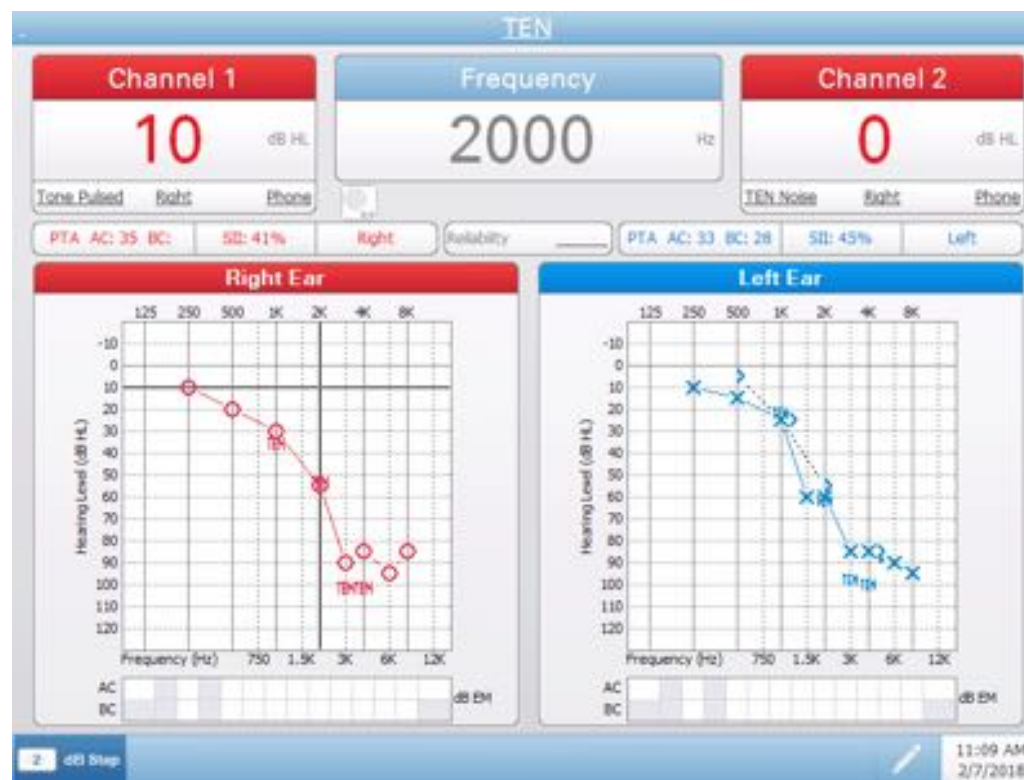 TEN
Channel 1
Frequency
Channel 2
10 dB HL
2000 Hz
0 dB HL
Tone Pulsed Right Phone
TEN Noise Right Phone
PTA AC: 35 BC: SII: 41% Right
Reliability
PTA AC: 33 BC: 28 SII: 45% Left
Right Ear
125 250 500 1K 2K 4K 8K
-10
0
10
20
30
40
50
60
70
80
90
100
110
120
Hearing Level (dB HL)
TEN
TEN TEN
Frequency (Hz) 750 1.5K 3K 6K 12K
AC
BC
dB EM
Left Ear
125 250 500 1K 2K 4K 8K
-10
0
10
20
30
40
50
60
70
80
90
100
110
120
Hearing Level (dB HL)
TEN TEN
Frequency (Hz) 750 1.5K 3K 6K 12K
AC
BC
dB EM
2 dB Step
11:09 AM
2/7/2018